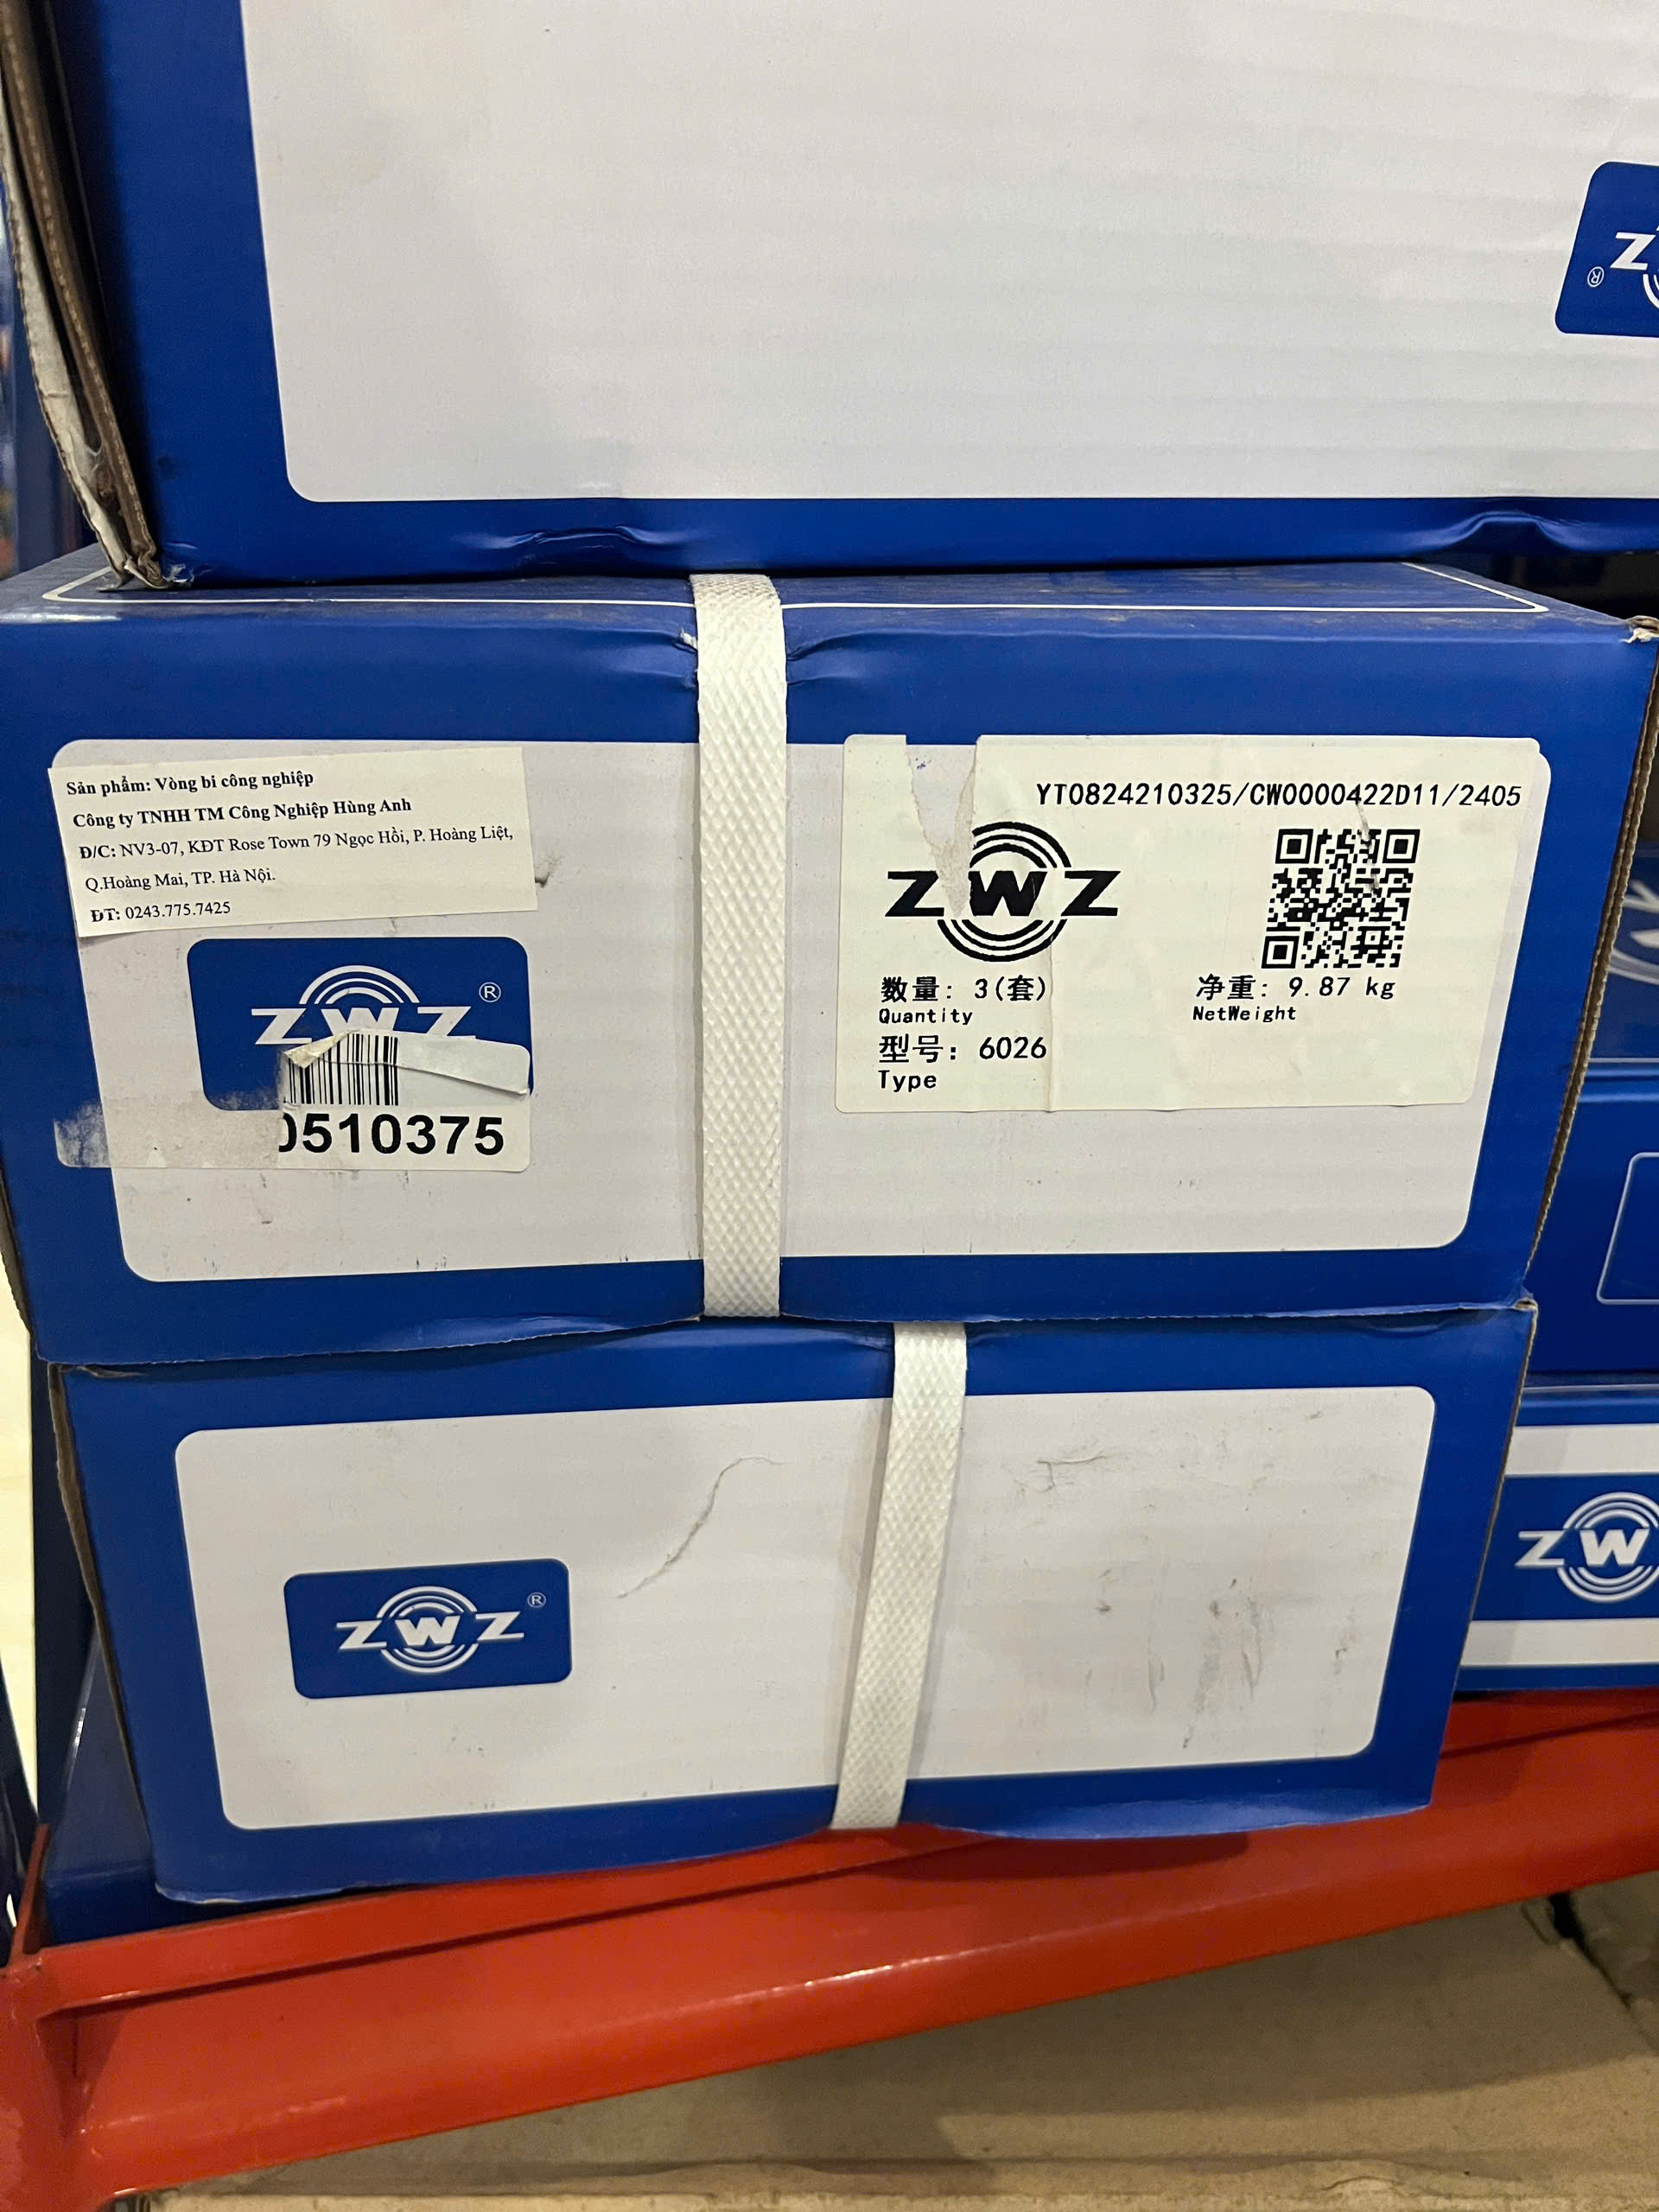 Sản phẩm: Vòng bi công nghiệp
Công ty TNHH TM Công Nghiệp Hùng Anh
Đ/C: NV3-07, KĐT Rose Town 79 Ngọc Hồi, P. Hoàng Liệt,
Q.Hoàng Mai, TP. Hà Nội.
ĐT: 0243.775.7425
ZWZ®
0510375
YT0824210325/CW0000422D11/2405
ZWZ
数量: 3(套)
Quantity
净重: 9.87 kg
NetWeight
型号: 6026
Type
ZWZ®
ZW